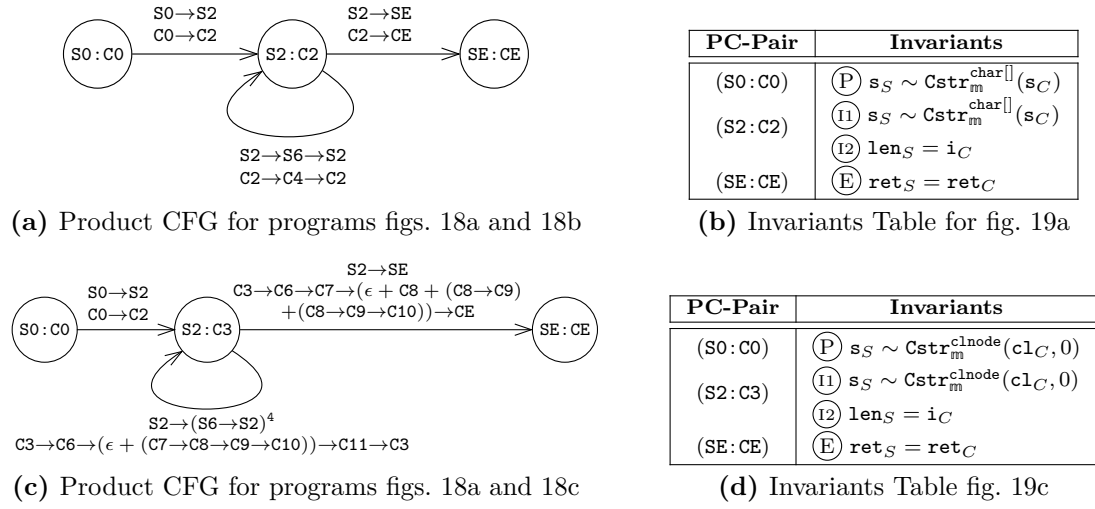 S0→S2
C0→C2
S2→SE
C2→CE
S0:C0
S2:C2
SE:CE
S2→S6→S2
C2→C4→C2
(a) Product CFG for programs figs. 18a and 18b
PC-Pair Invariants
(S0:C0) Ⓟ s_S ∼ Cstr_𝕞^{char[]}(s_C)
(S2:C2) (I1) s_S ∼ Cstr_𝕞^{char[]}(s_C)
(I2) len_S = i_C
(SE:CE) Ⓔ ret_S = ret_C
(b) Invariants Table for fig. 19a
S0→S2
C0→C2
S2→SE
C3→C6→C7→(ϵ + C8 + (C8→C9)
+(C8→C9→C10))→CE
S0:C0
S2:C3
SE:CE
S2→(S6→S2)^4
C3→C6→(ϵ + (C7→C8→C9→C10))→C11→C3
(c) Product CFG for programs figs. 18a and 18c
PC-Pair Invariants
(S0:C0) Ⓟ s_S ∼ Cstr_𝕞^{clnode}(cl_C, 0)
(S2:C3) (I1) s_S ∼ Cstr_𝕞^{clnode}(cl_C, 0)
(I2) len_S = i_C
(SE:CE) Ⓔ ret_S = ret_C
(d) Invariants Table fig. 19c